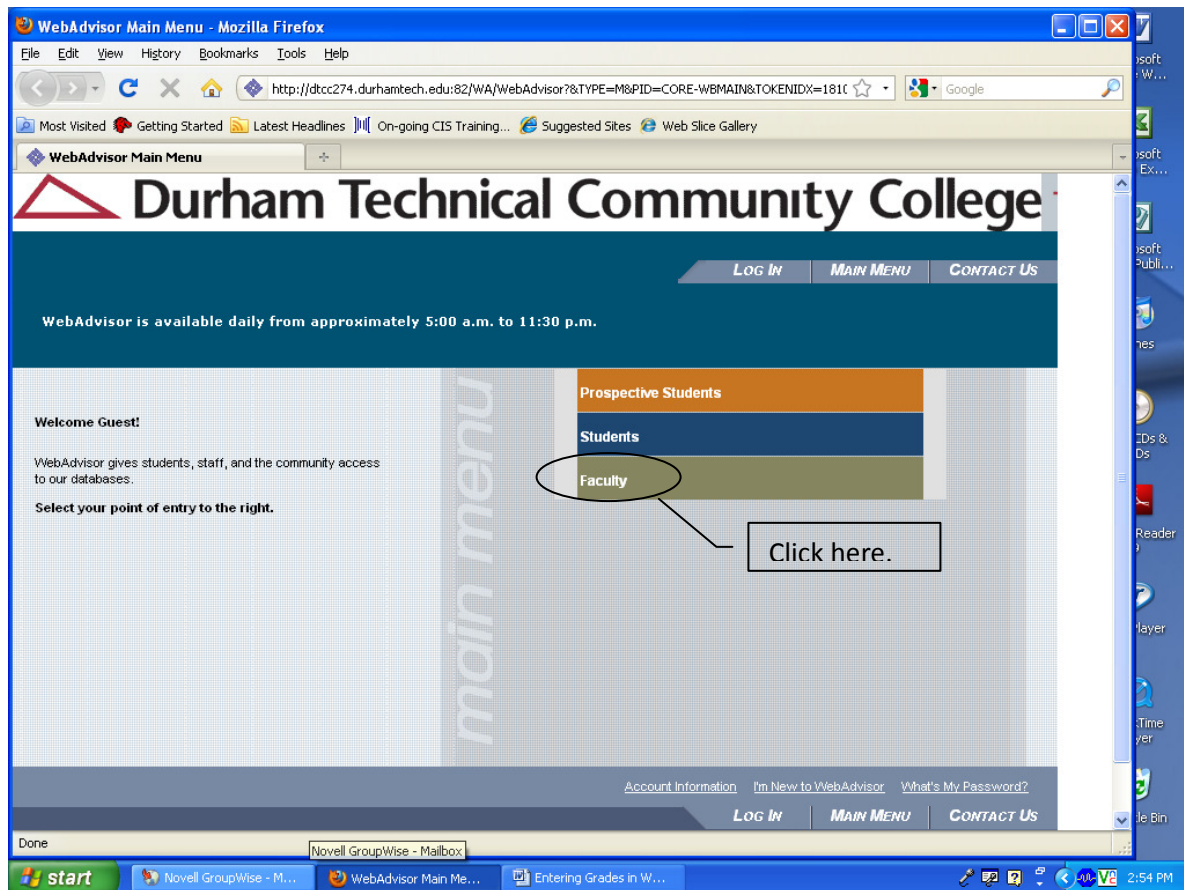 WebAdvisor Main Menu - Mozilla Firefox
File Edit View History Bookmarks Tools Help
http://dtcc274.durhamtech.edu:82/WA/WebAdvisor?&TYPE=M&PID=CORE-WBMAIN&TOKENIDX=181( Google
Most Visited Getting Started Latest Headlines On-going CIS Training... Suggested Sites Web Slice Gallery
WebAdvisor Main Menu
Durham Technical Community College
LOG IN MAIN MENU CONTACT US
WebAdvisor is available daily from approximately 5:00 a.m. to 11:30 p.m.
main menu
Prospective Students
Welcome Guest!
Students
WebAdvisor gives students, staff, and the community access
to our databases.
Faculty
Select your point of entry to the right.
Click here.
Account Information I'm New to WebAdvisor What's My Password?
LOG IN MAIN MENU CONTACT US
Done
Novell GroupWise - Mailbox
start Novell GroupWise - M... WebAdvisor Main Me... Entering Grades in W... V2 2:54 PM
Reader